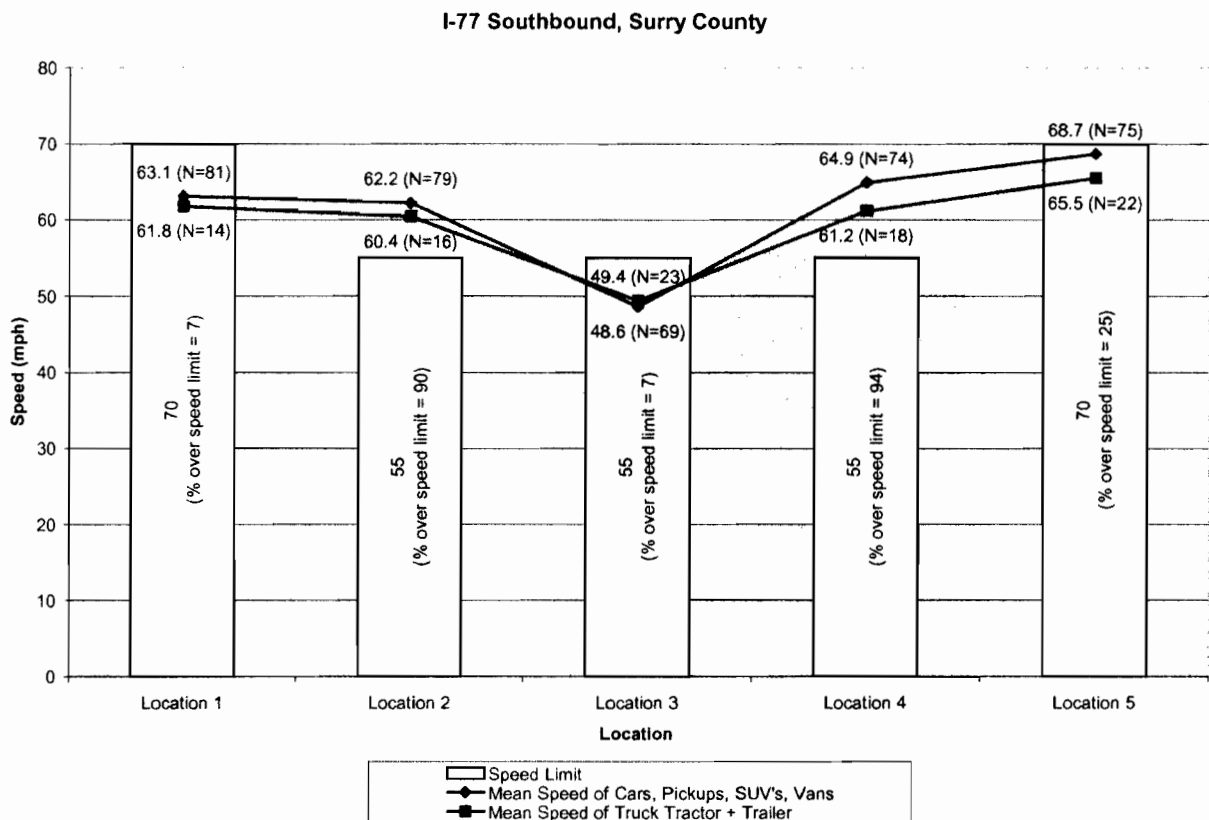 I-77 Southbound, Surry County
Speed (mph)
80
70
60
50
40
30
20
10
0
63.1 (N=81)
61.8 (N=14)
62.2 (N=79)
60.4 (N=16)
49.4 (N=23)
48.6 (N=69)
64.9 (N=74)
61.2 (N=18)
68.7 (N=75)
65.5 (N=22)
70
(% over speed limit = 7)
55
(% over speed limit = 90)
55
(% over speed limit = 7)
55
(% over speed limit = 94)
70
(% over speed limit = 25)
Location 1
Location 2
Location 3
Location 4
Location 5
Location
Speed Limit
Mean Speed of Cars, Pickups, SUV's, Vans
Mean Speed of Truck Tractor + Trailer